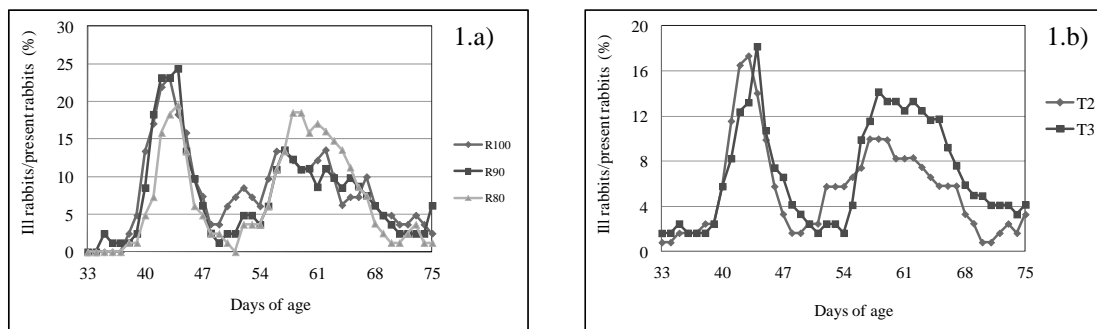 1.a)
Ill rabbits/present rabbits (%)
30
25
20
15
10
5
0
33 40 47 54 61 68 75
Days of age
R100
R90
R80
1.b)
Ill rabbits/present rabbits (%)
20
16
12
8
4
0
33 40 47 54 61 68 75
Days of age
T2
T3